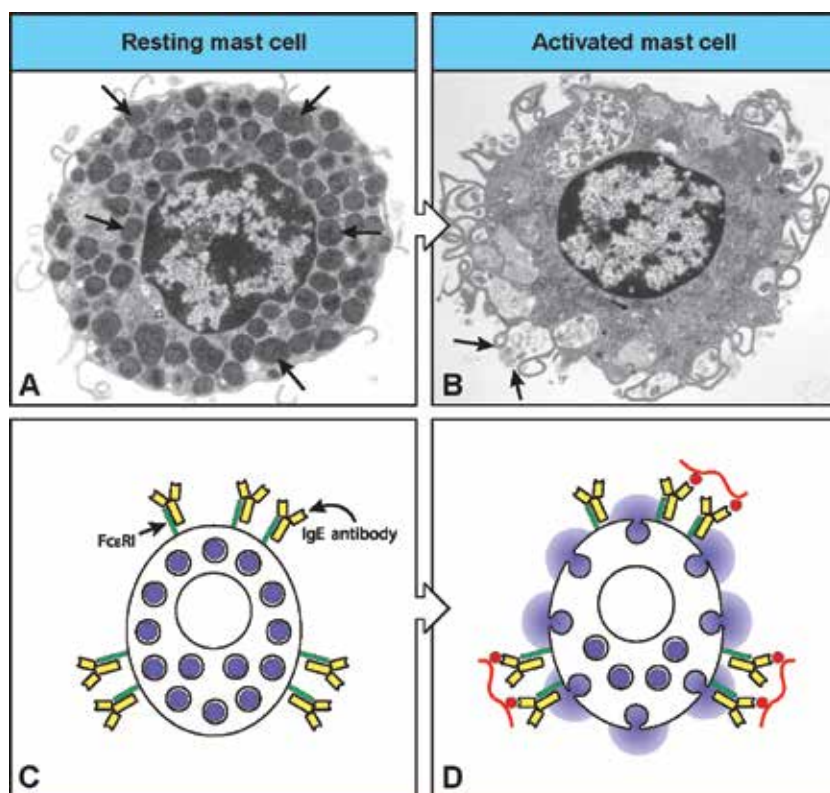 Resting mast cell
Activated mast cell
A
B
FcεRI
IgE antibody
C
D